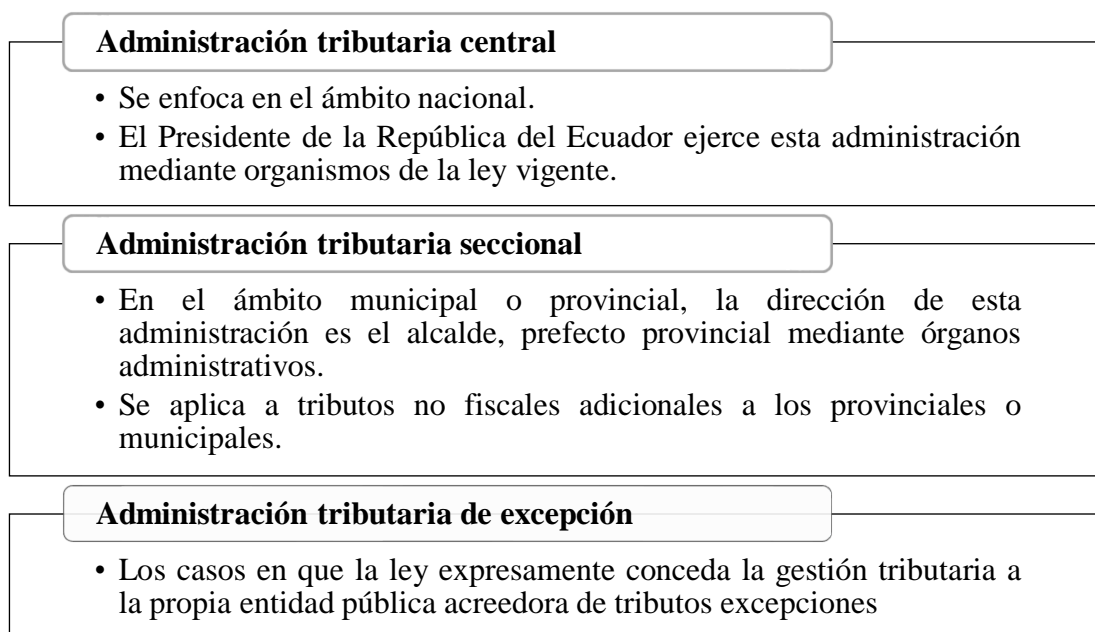 Administración tributaria central
• Se enfoca en el ámbito nacional.
• El Presidente de la República del Ecuador ejerce esta administración
mediante organismos de la ley vigente.
Administración tributaria seccional
• En el ámbito municipal o provincial, la dirección de esta
administración es el alcalde, prefecto provincial mediante órganos
administrativos.
• Se aplica a tributos no fiscales adicionales a los provinciales o
municipales.
Administración tributaria de excepción
• Los casos en que la ley expresamente conceda la gestión tributaria a
la propia entidad pública acreedora de tributos excepciones